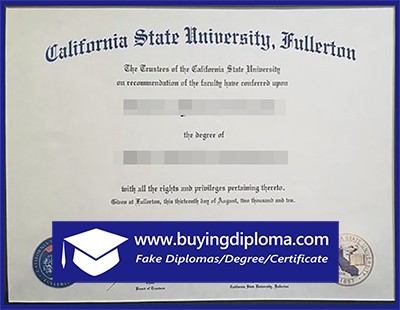 California State University, Fullerton
The Trustees of the California State University
on recommendation of the faculty have conferred upon
the degree of
with all the rights and privileges pertaining thereto.
Given at Fullerton, this thirteenth day of August, two thousand and ten.
www.buyingdiploma.com
Fake Diplomas/Degree/Certificate
Board of Trustees
California State University, Fullerton